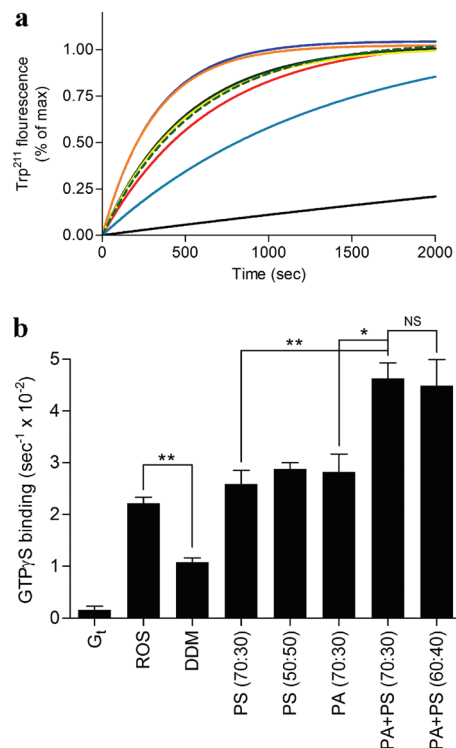 a
Trp211 flourescence
(% of max)
1.00
0.75
0.50
0.25
0.00
0 500 1000 1500 2000
Time (sec)
b
GTPγS binding (sec-1 x 10-2)
5
4
3
2
1
0
**
**
*
NS
Gt
ROS
DDM
PS (70:30)
PS (50:50)
PA (70:30)
PA+PS (70:30)
PA+PS (60:40)